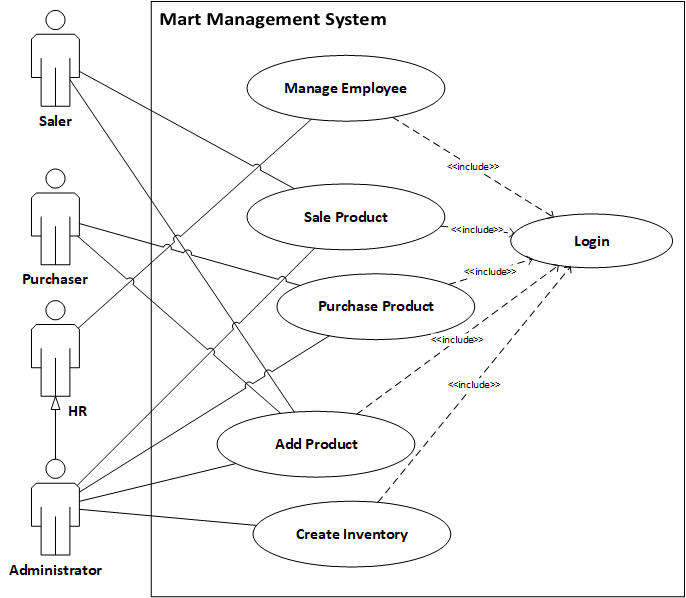 Mart Management System
Saler
Manage Employee
<<include>>
Sale Product
<<include>>
Login
Purchaser
<<include>>
Purchase Product
<<include>>
HR
<<include>>
Add Product
Create Inventory
Administrator